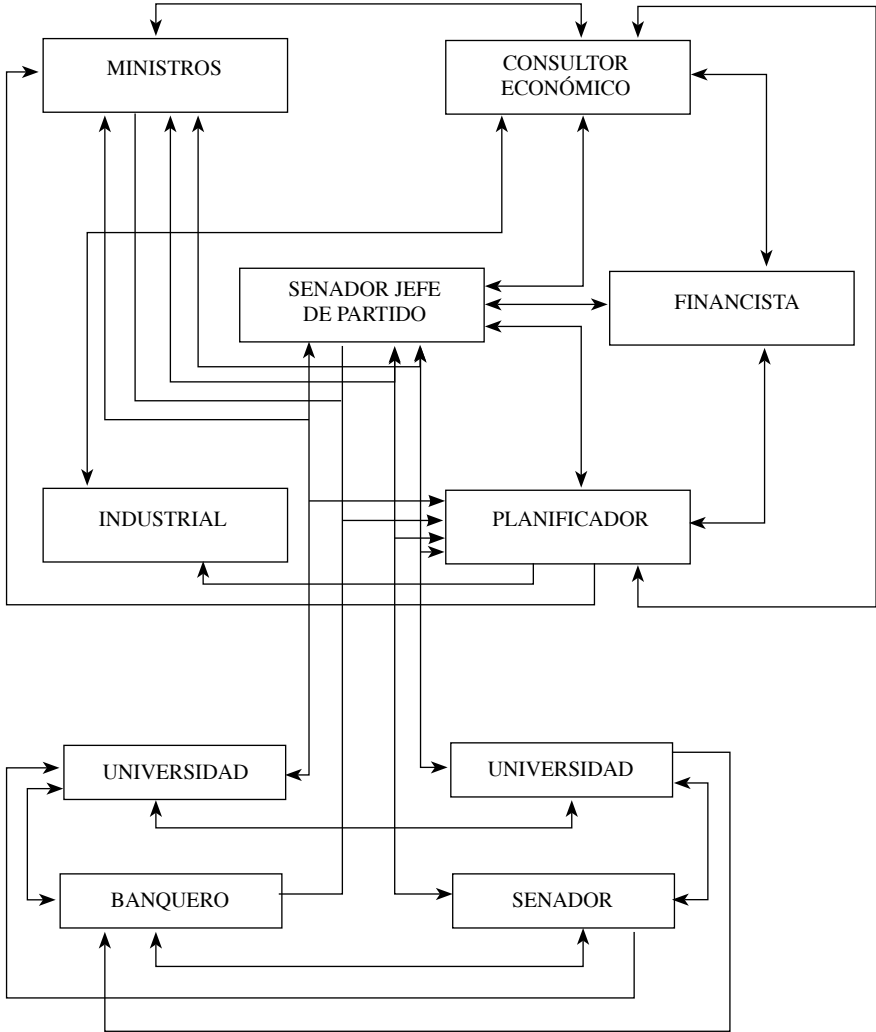 MINISTROS
CONSULTOR
ECONÓMICO
SENADOR JEFE
DE PARTIDO
FINANCISTA
INDUSTRIAL
PLANIFICADOR
UNIVERSIDAD
UNIVERSIDAD
BANQUERO
SENADOR